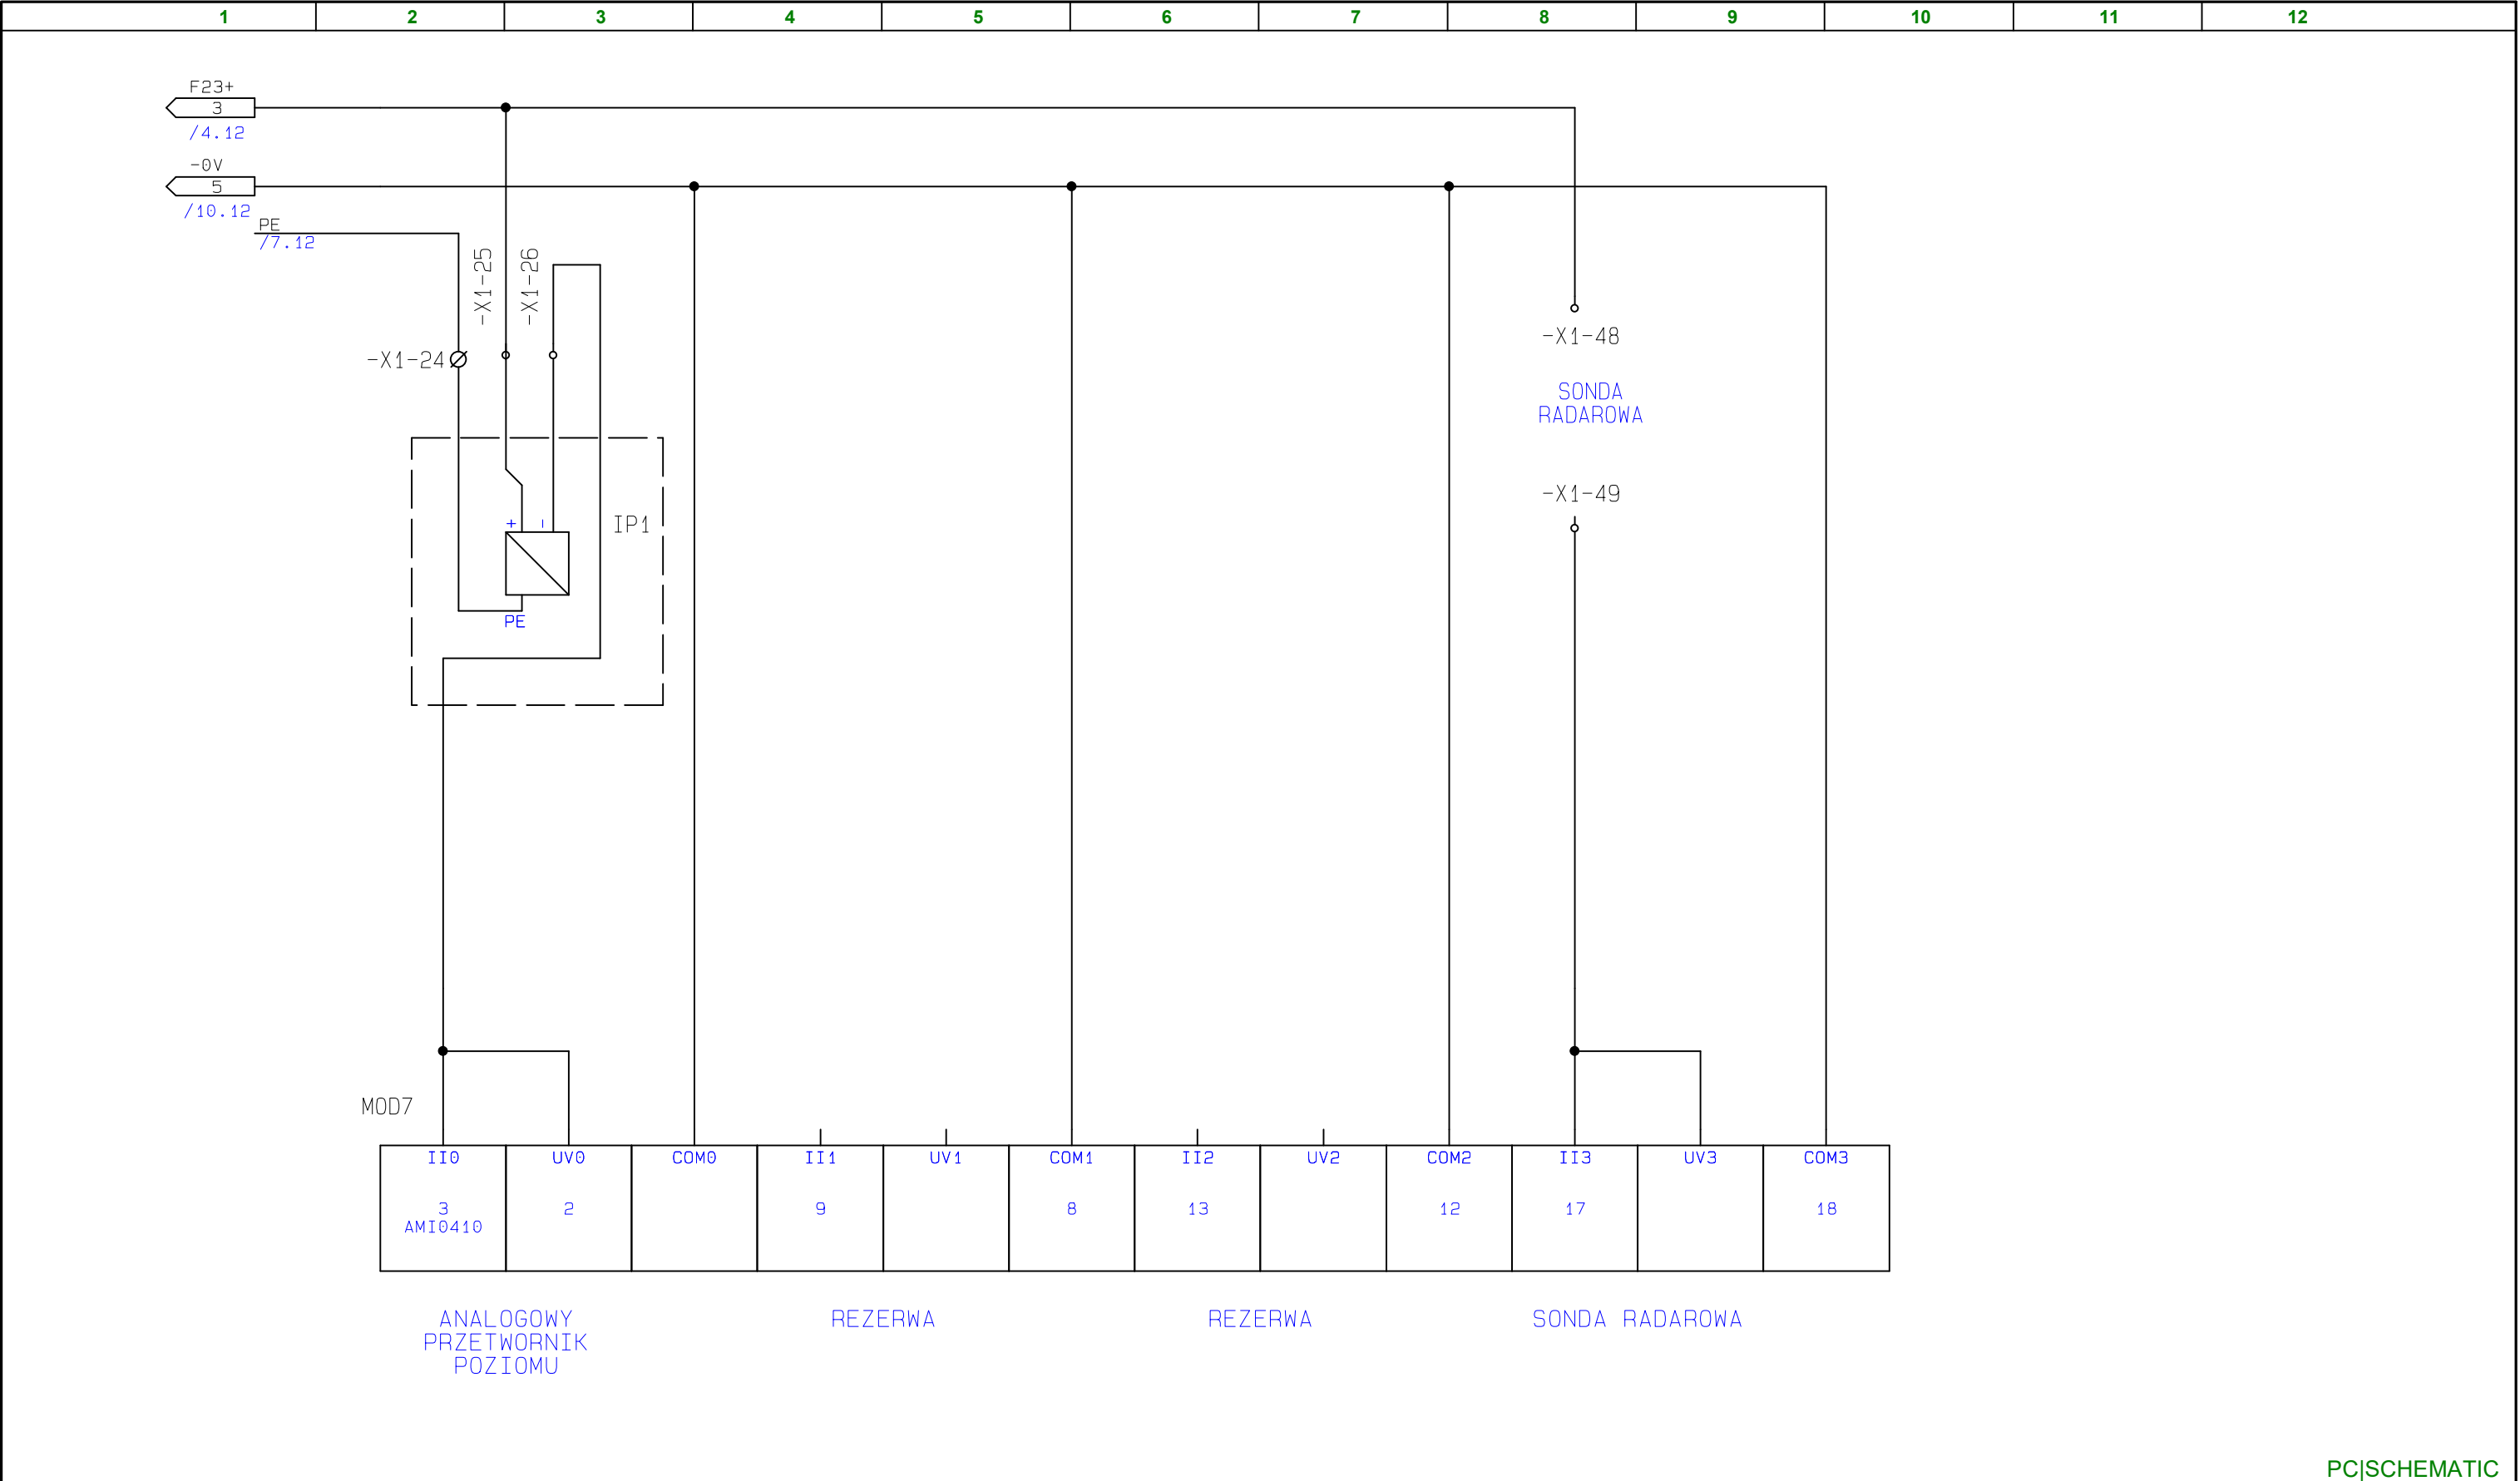 1 2 3 4 5 6 7 8 9 10 11 12
F23+
3
/4.12
-0V
5
/10.12
PE
/7.12
-X1-25
-X1-26
-X1-24
-X1-48
SONDA
RADAROWA
-X1-49
+ -
IP1
PE
MOD7
II0 UV0 COM0 II1 UV1 COM1 II2 UV2 COM2 II3 UV3 COM3
3 2 9 8 13 12 17 18
AMI0410
ANALOGOWY
PRZETWORNIK
POZIOMU
REZERWA
REZERWA
SONDA RADAROWA
PC|SCHEMATIC